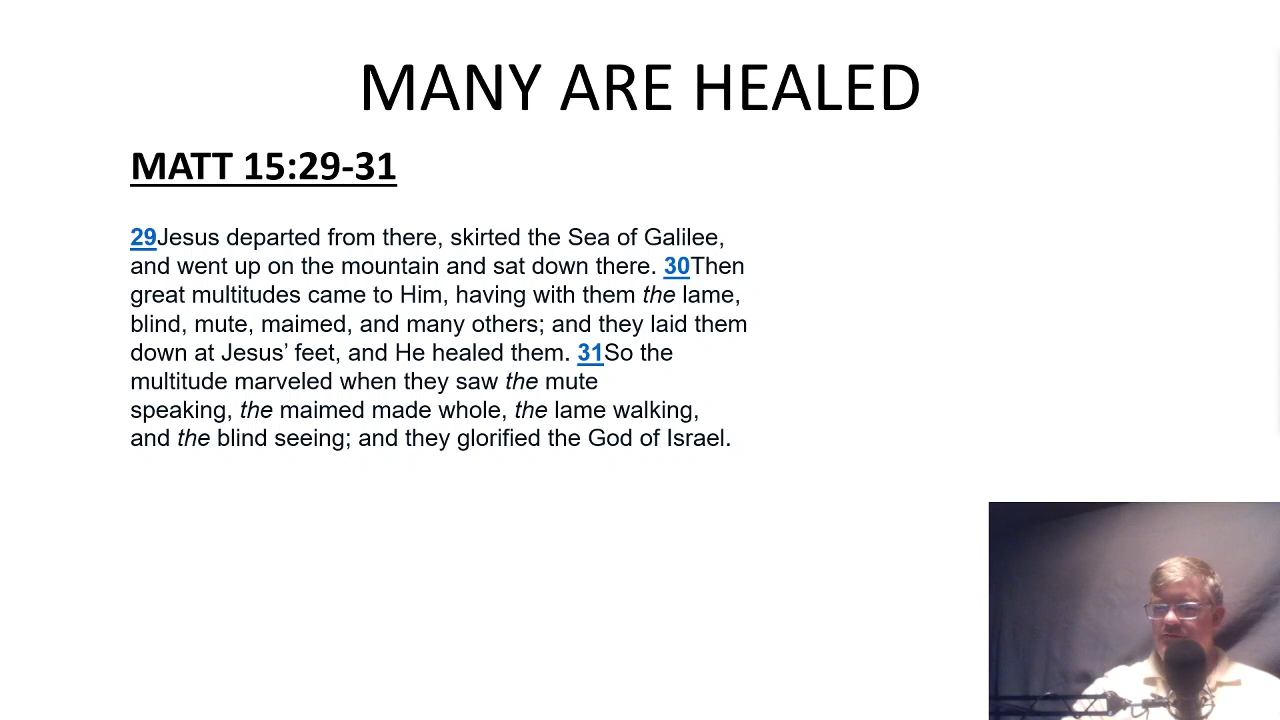 MANY ARE HEALED
MATT 15:29-31
29Jesus departed from there, skirted the Sea of Galilee,
and went up on the mountain and sat down there. 30Then
great multitudes came to Him, having with them the lame,
blind, mute, maimed, and many others; and they laid them
down at Jesus’ feet, and He healed them. 31So the
multitude marveled when they saw the mute
speaking, the maimed made whole, the lame walking,
and the blind seeing; and they glorified the God of Israel.